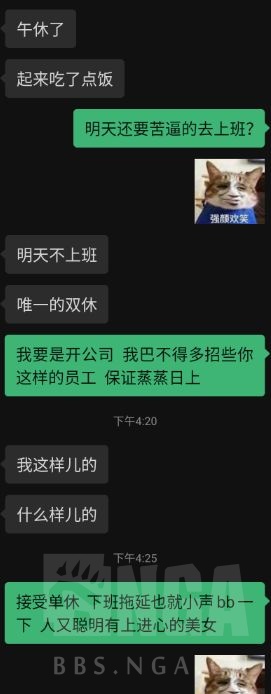 午休了
起来吃了点饭
明天还要苦逼的去上班?
强颜欢笑
明天不上班
唯一的双休
我要是开公司 我巴不得多招些你
这样的员工 保证蒸蒸日上
下午4:20
我这样儿的
什么样儿的
下午4:25
NGA
接受单休 下班拖延也就小声bb一
下 人又聪明有上进心的美女
BBS.NGA